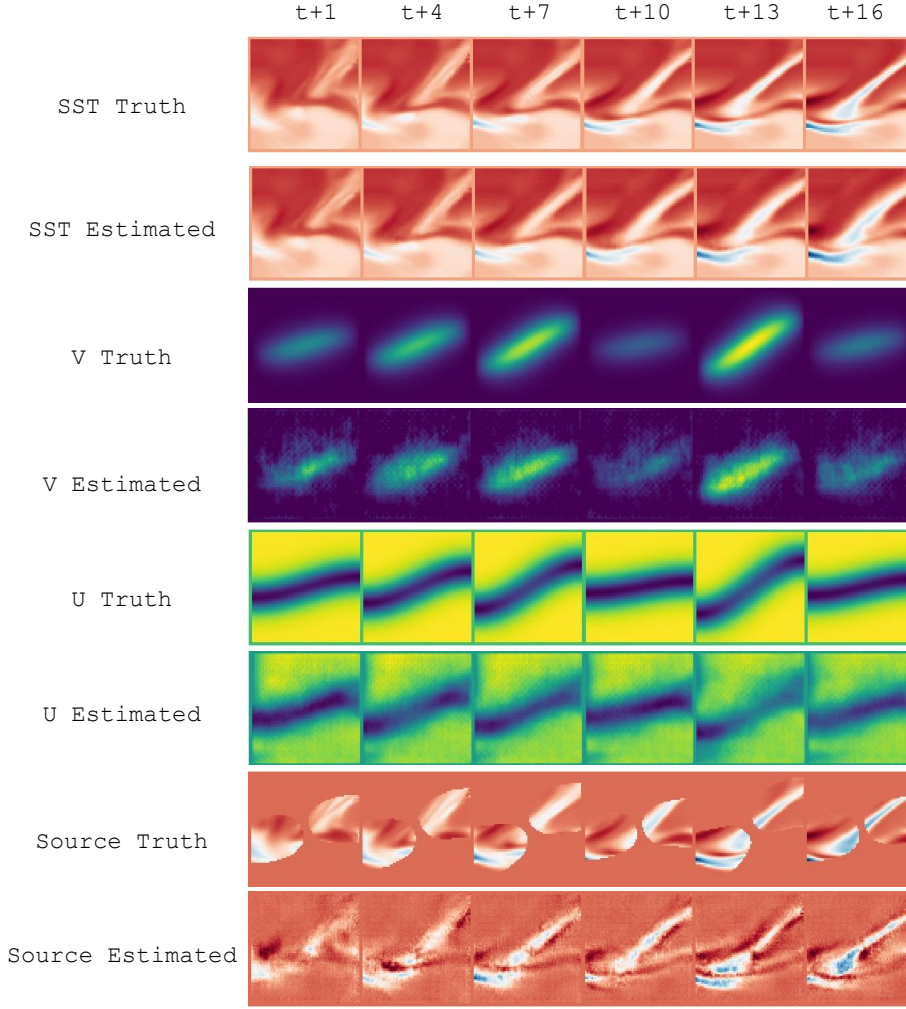 t+1 t+4 t+7 t+10 t+13 t+16
SST Truth
SST Estimated
V Truth
V Estimated
U Truth
U Estimated
Source Truth
Source Estimated